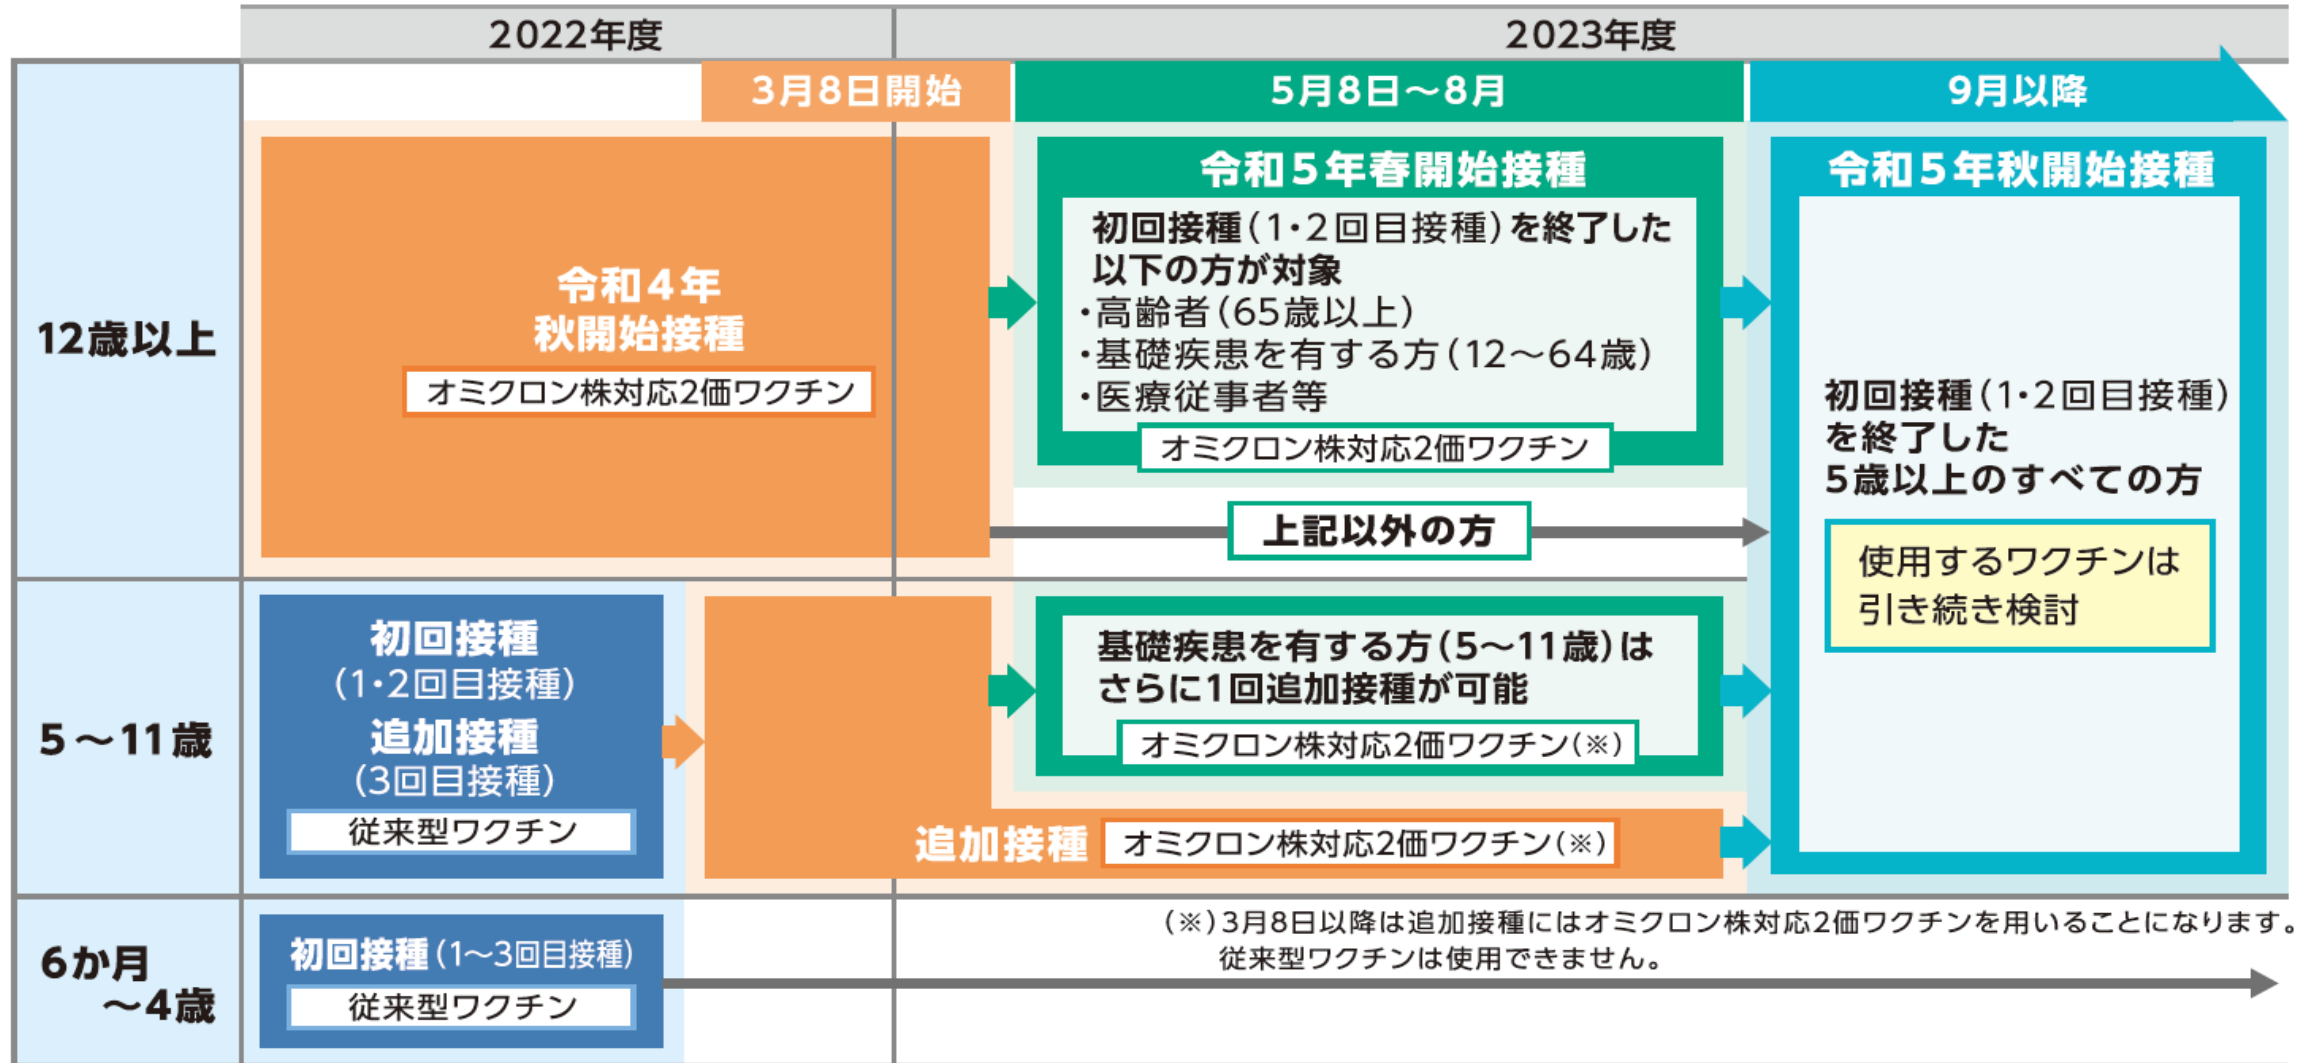 2022年度
2023年度
3月8日開始
5月8日～8月
9月以降
12歳以上
令和4年
秋開始接種
オミクロン株対応2価ワクチン
令和5年春開始接種
初回接種(1・2回目接種)を終了した
以下の方が対象
・高齢者(65歳以上)
・基礎疾患を有する方(12～64歳)
・医療従事者等
オミクロン株対応2価ワクチン
上記以外の方
令和5年秋開始接種
初回接種(1・2回目接種)
を終了した
5歳以上のすべての方
使用するワクチンは
引き続き検討
5～11歳
初回接種
(1・2回目接種)
追加接種
(3回目接種)
従来型ワクチン
基礎疾患を有する方(5～11歳)は
さらに1回追加接種が可能
オミクロン株対応2価ワクチン(※)
追加接種 オミクロン株対応2価ワクチン(※)
6か月
～4歳
初回接種(1～3回目接種)
従来型ワクチン
(※)3月8日以降は追加接種にはオミクロン株対応2価ワクチンを用いることになります。
従来型ワクチンは使用できません。